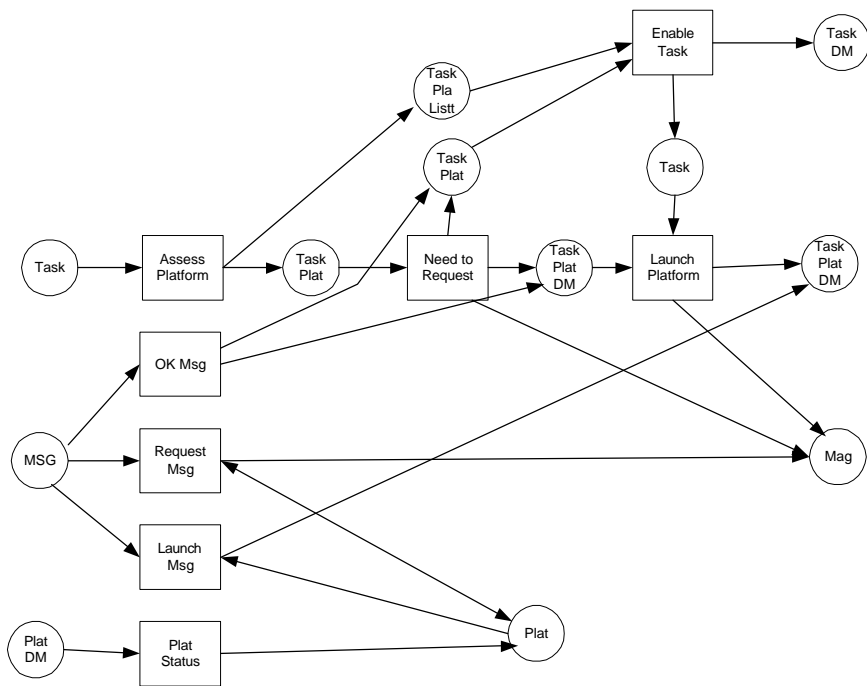 Enable
Task
Task
DM
Task
Pla
Listt
Task
Plat
Task
Task
Assess
Platform
Task
Plat
Need to
Request
Task
Plat
DM
Launch
Platform
Task
Plat
DM
OK Msg
MSG
Request
Msg
Mag
Launch
Msg
Plat
DM
Plat
Status
Plat